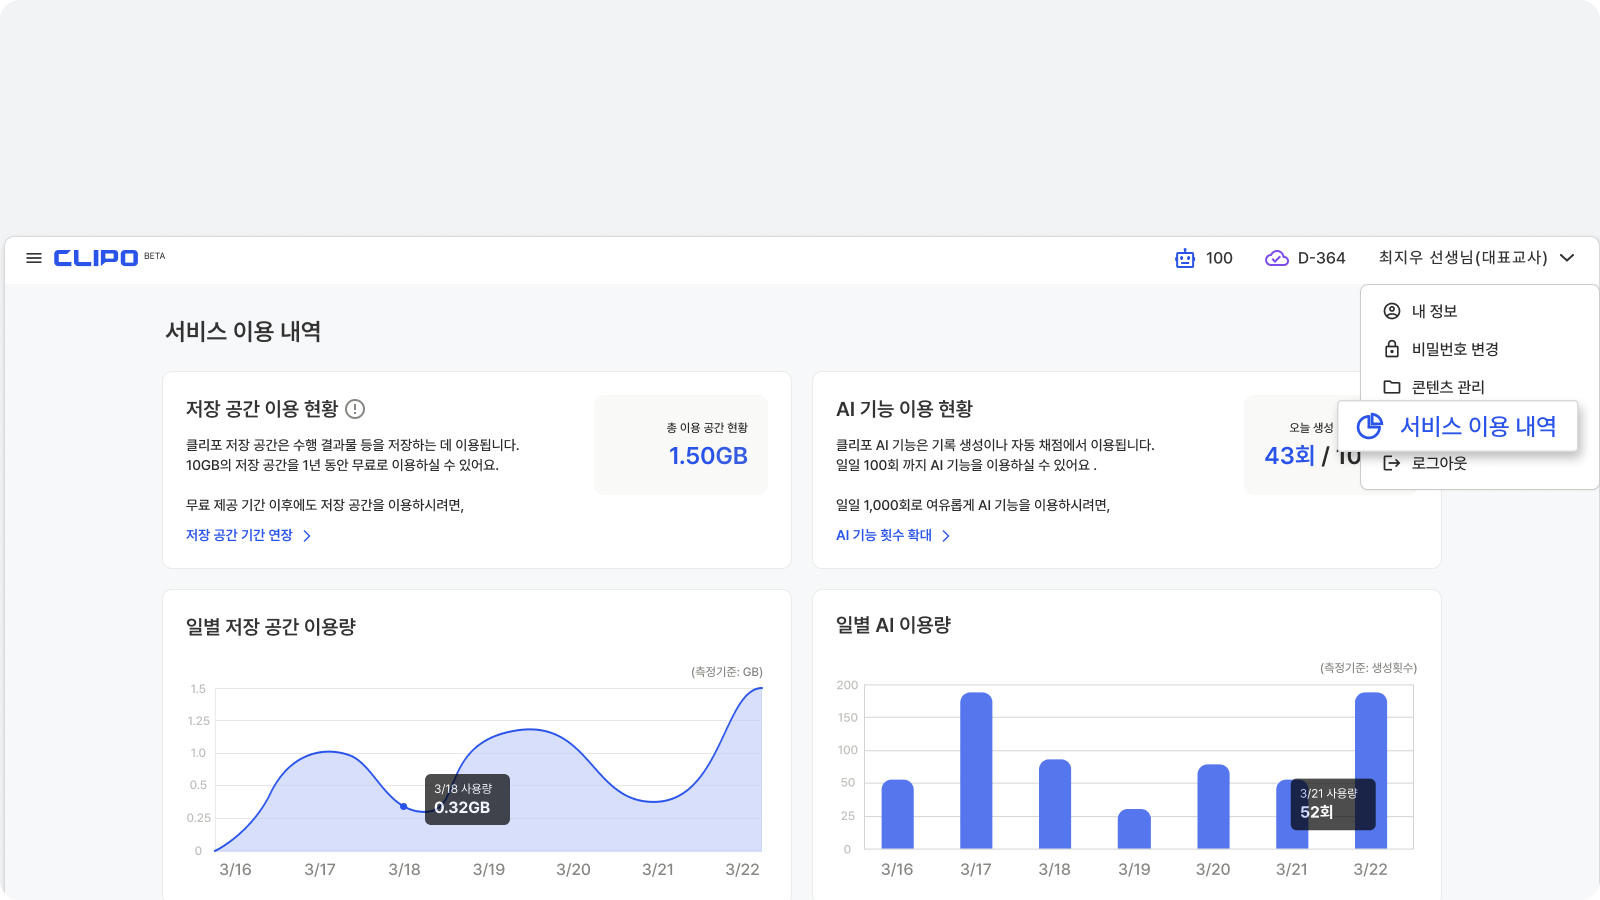 CLIPO BETA
100
D-364
최지우 선생님(대표교사)
내 정보
비밀번호 변경
콘텐츠 관리
서비스 이용 내역
로그아웃
서비스 이용 내역
저장 공간 이용 현황
클리포 저장 공간은 수행 결과물 등을 저장하는 데 이용됩니다.
10GB의 저장 공간을 1년 동안 무료로 이용하실 수 있어요.
무료 제공 기간 이후에도 저장 공간을 이용하시려면,
저장 공간 기간 연장
총 이용 공간 현황
1.50GB
AI 기능 이용 현황
클리포 AI 기능은 기록 생성이나 자동 채점에서 이용됩니다.
일일 100회 까지 AI 기능을 이용하실 수 있어요 .
일일 1,000회로 여유롭게 AI 기능을 이용하시려면,
AI 기능 횟수 확대
오늘 생성
43회 / 10
일별 저장 공간 이용량
(측정기준: GB)
1.5
1.25
1.0
0.5
0.25
0
3/18 사용량
0.32GB
3/16 3/17 3/18 3/19 3/20 3/21 3/22
일별 AI 이용량
(측정기준: 생성횟수)
200
150
100
50
25
0
3/21 사용량
52회
3/16 3/17 3/18 3/19 3/20 3/21 3/22